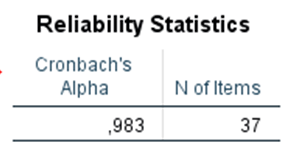 Reliability Statistics
Cronbach's
Alpha N of Items
,983 37